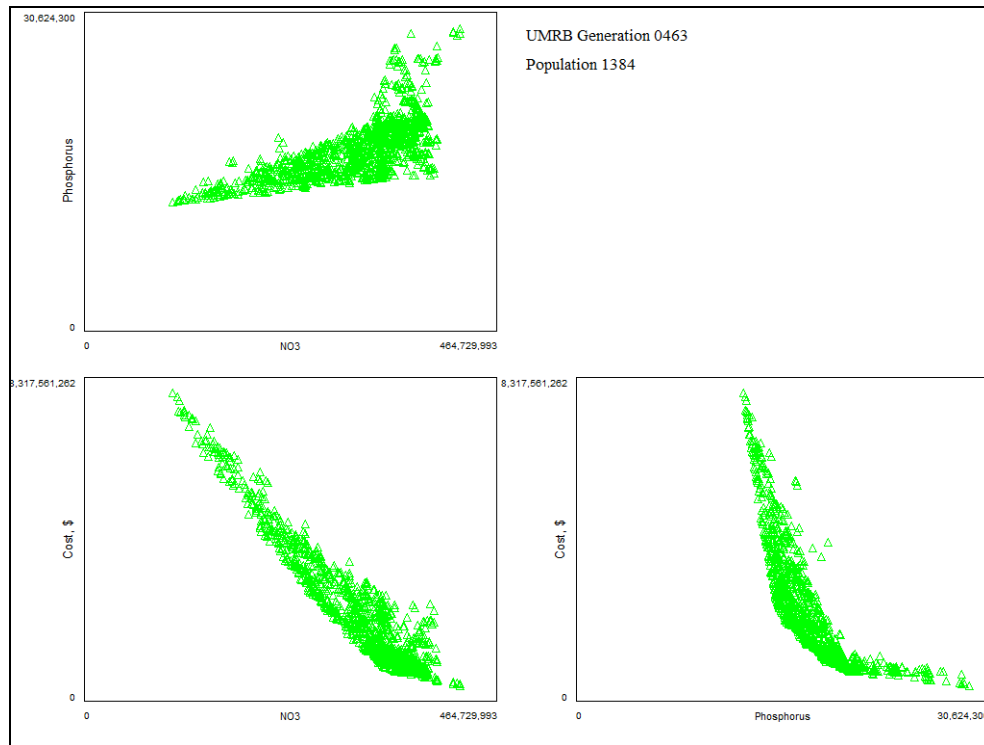 30,624,300
UMRB Generation 0463
Population 1384
Phosphorus
0
0 NO3 464,729,993
8,317,561,262
Cost, $
0
0 NO3 464,729,993
8,317,561,262
Cost, $
0
0 Phosphorus 30,624,300